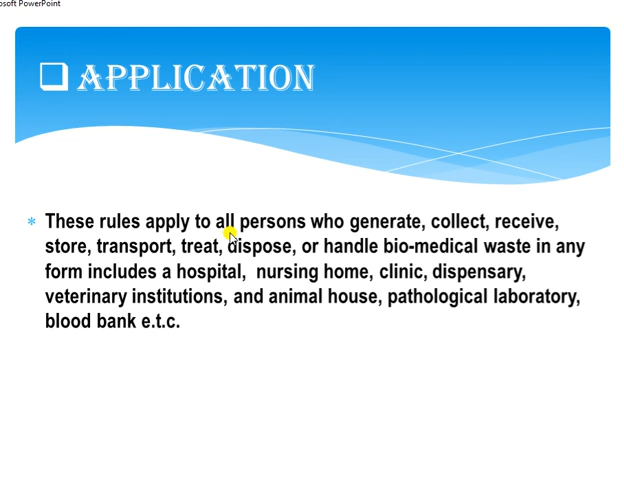 osoft PowerPoint
❑ APPLICATION
* These rules apply to all persons who generate, collect, receive,
store, transport, treat, dispose, or handle bio-medical waste in any
form includes a hospital, nursing home, clinic, dispensary,
veterinary institutions, and animal house, pathological laboratory,
blood bank e.t.c.